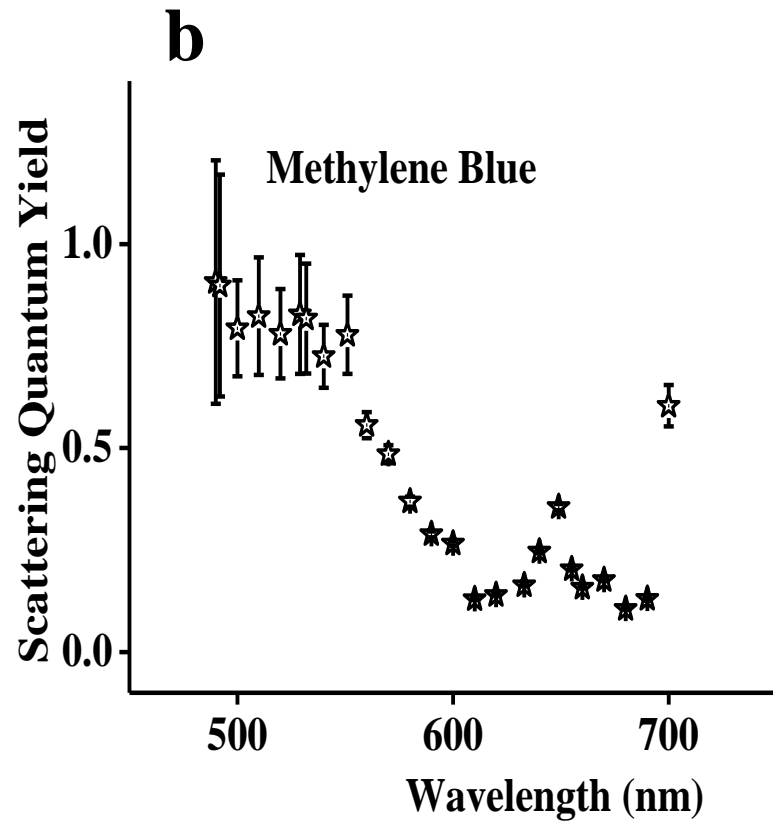 b
Methylene Blue
Scattering Quantum Yield
1.0
0.5
0.0
500 600 700
Wavelength (nm)